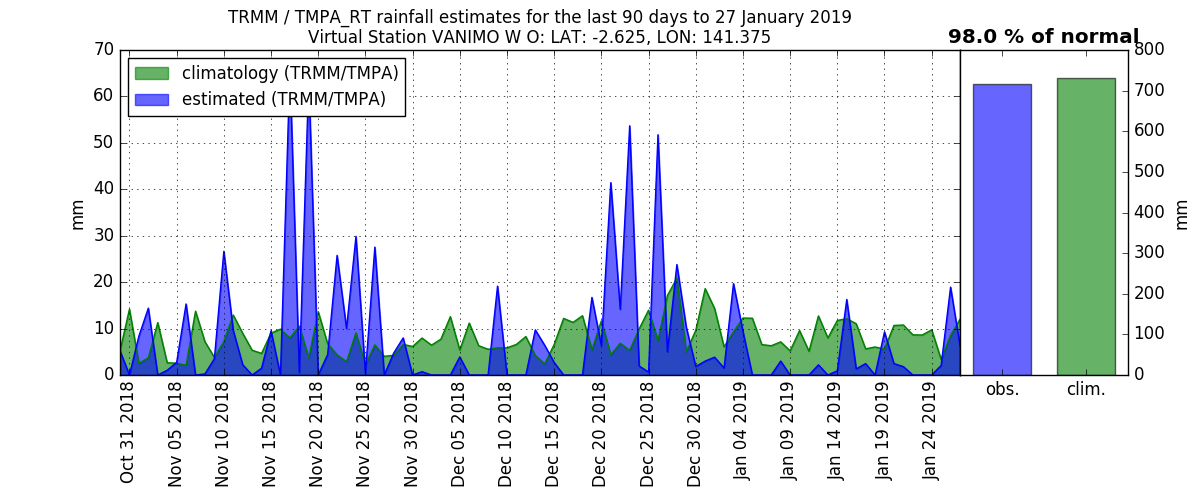 TRMM / TMPA_RT rainfall estimates for the last 90 days to 27 January 2019
Virtual Station VANIMO W O: LAT: -2.625, LON: 141.375
98.0 % of normal
climatology (TRMM/TMPA)
estimated (TRMM/TMPA)
mm
70
60
50
40
30
20
10
0
Oct 31 2018
Nov 05 2018
Nov 10 2018
Nov 15 2018
Nov 20 2018
Nov 25 2018
Nov 30 2018
Dec 05 2018
Dec 10 2018
Dec 15 2018
Dec 20 2018
Dec 25 2018
Dec 30 2018
Jan 04 2019
Jan 09 2019
Jan 14 2019
Jan 19 2019
Jan 24 2019
obs.
clim.
800
700
600
500
400
300
200
100
0
mm